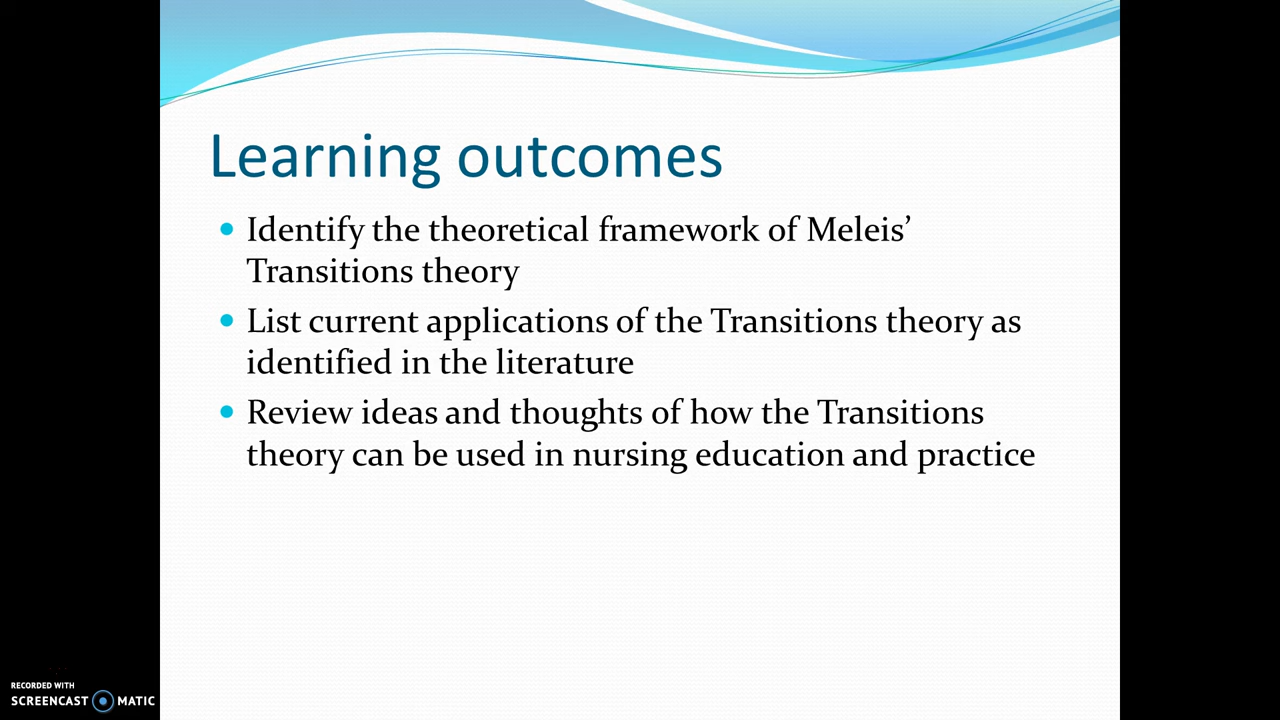 Learning outcomes
Identify the theoretical framework of Meleis’
Transitions theory
List current applications of the Transitions theory as
identified in the literature
Review ideas and thoughts of how the Transitions
theory can be used in nursing education and practice
RECORDED WITH
SCREENCAST MATIC